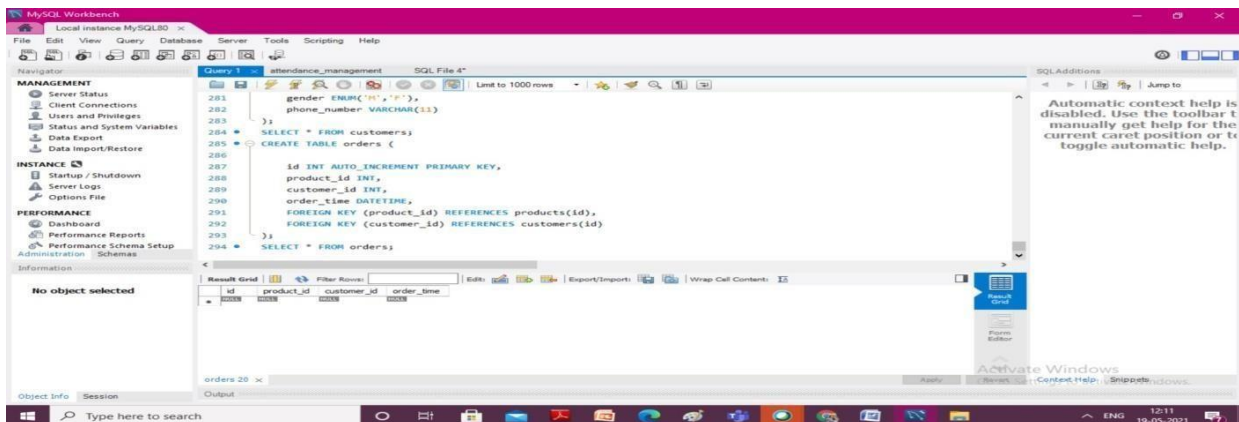 MySQL Workbench
Local instance MySQL80 ×
File Edit View Query Database Server Tools Scripting Help
Navigator
MANAGEMENT
Server Status
Client Connections
Users and Privileges
Status and System Variables
Data Export
Data Import/Restore
INSTANCE
Startup / Shutdown
Server Logs
Options File
PERFORMANCE
Dashboard
Performance Reports
Performance Schema Setup
Administration Schemas
Information
No object selected
Object Info Session
Query 1 × attendance_management SQL File 4*
Limit to 1000 rows
281 gender ENUM('M','F'),
282 phone_number VARCHAR(11)
283 );
284 SELECT * FROM customers;
285 CREATE TABLE orders (
286
287 id INT AUTO_INCREMENT PRIMARY KEY,
288 product_id INT,
289 customer_id INT,
290 order_time DATETIME,
291 FOREIGN KEY (product_id) REFERENCES products(id),
292 FOREIGN KEY (customer_id) REFERENCES customers(id)
293 );
294 SELECT * FROM orders;
Result Grid Filter Rows: Edit: Export/Import: Wrap Cell Content:
id product_id customer_id order_time
NULL NULL NULL NULL
Result Grid
Form Editor
orders 20 ×
Apply Revert
Output
SQLAdditions
Jump to
Automatic context help is
disabled. Use the toolbar t
manually get help for the
current caret position or to
toggle automatic help.
Activate Windows
Context Help Snippets
Type here to search
ENG
12:11
19-05-2021